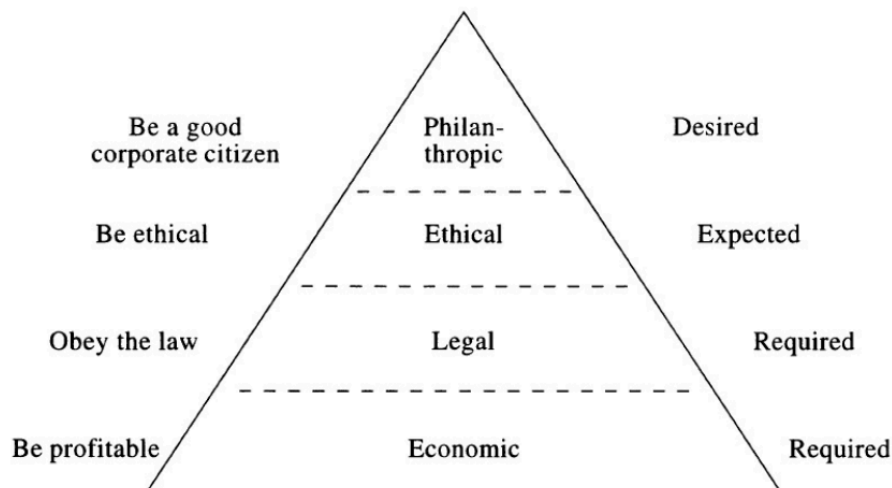 Be a good
corporate citizen
Philan-
thropic
Desired
Be ethical
Ethical
Expected
Obey the law
Legal
Required
Be profitable
Economic
Required